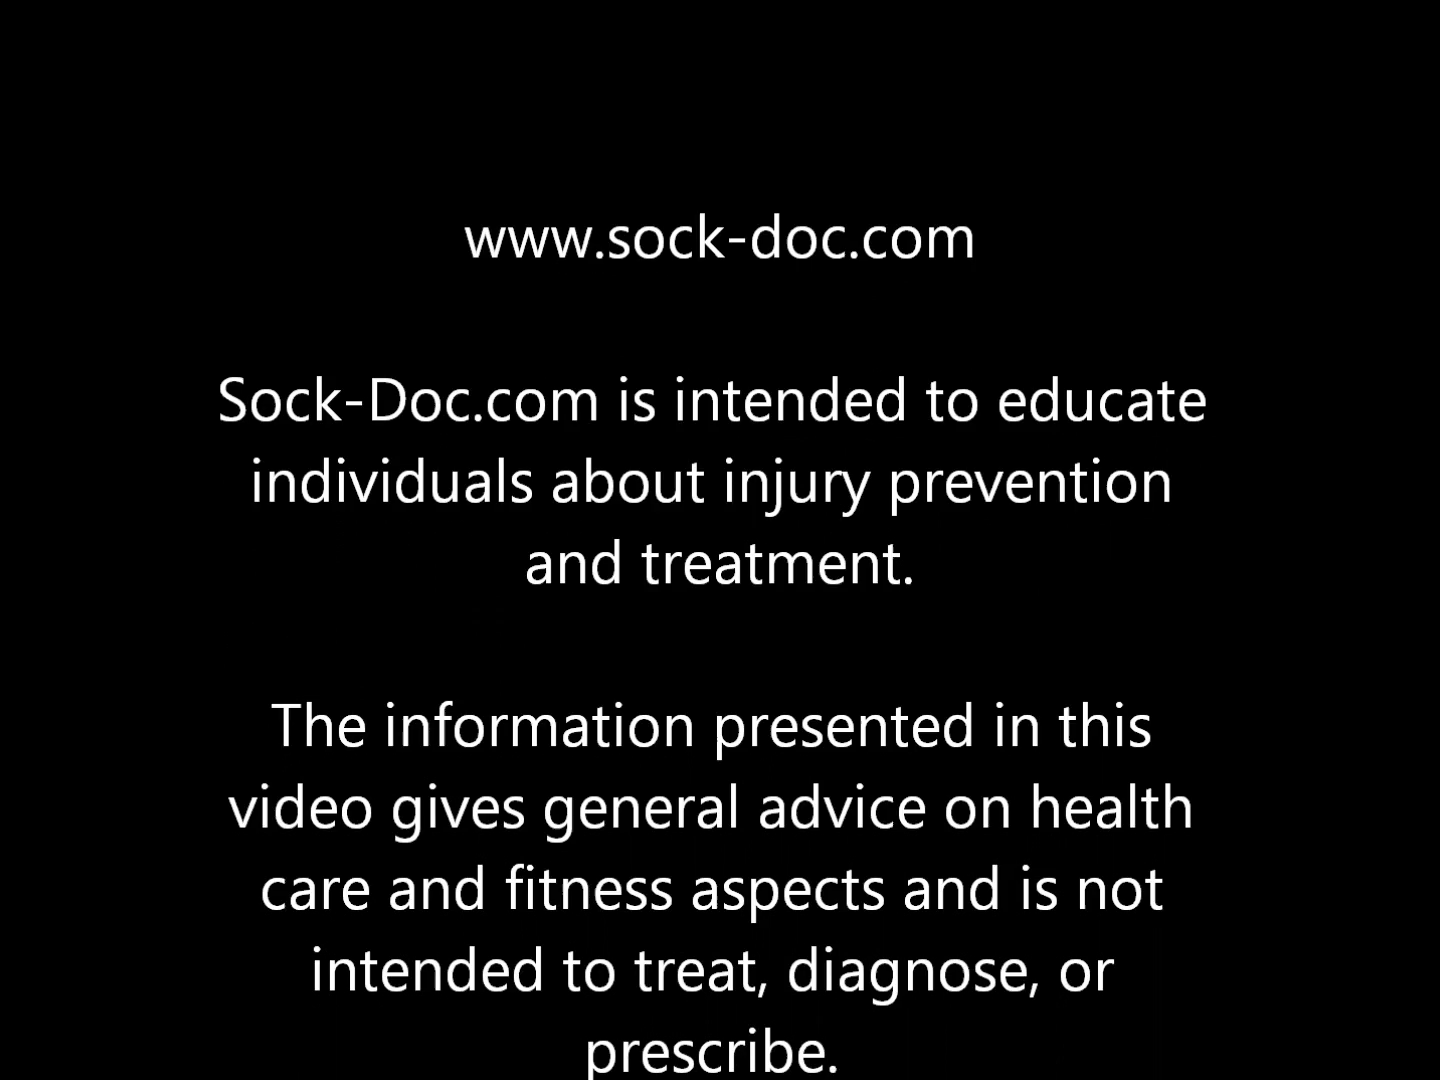 www.sock-doc.com
Sock-Doc.com is intended to educate
individuals about injury prevention
and treatment.
The information presented in this
video gives general advice on health
care and fitness aspects and is not
intended to treat, diagnose, or
prescribe.